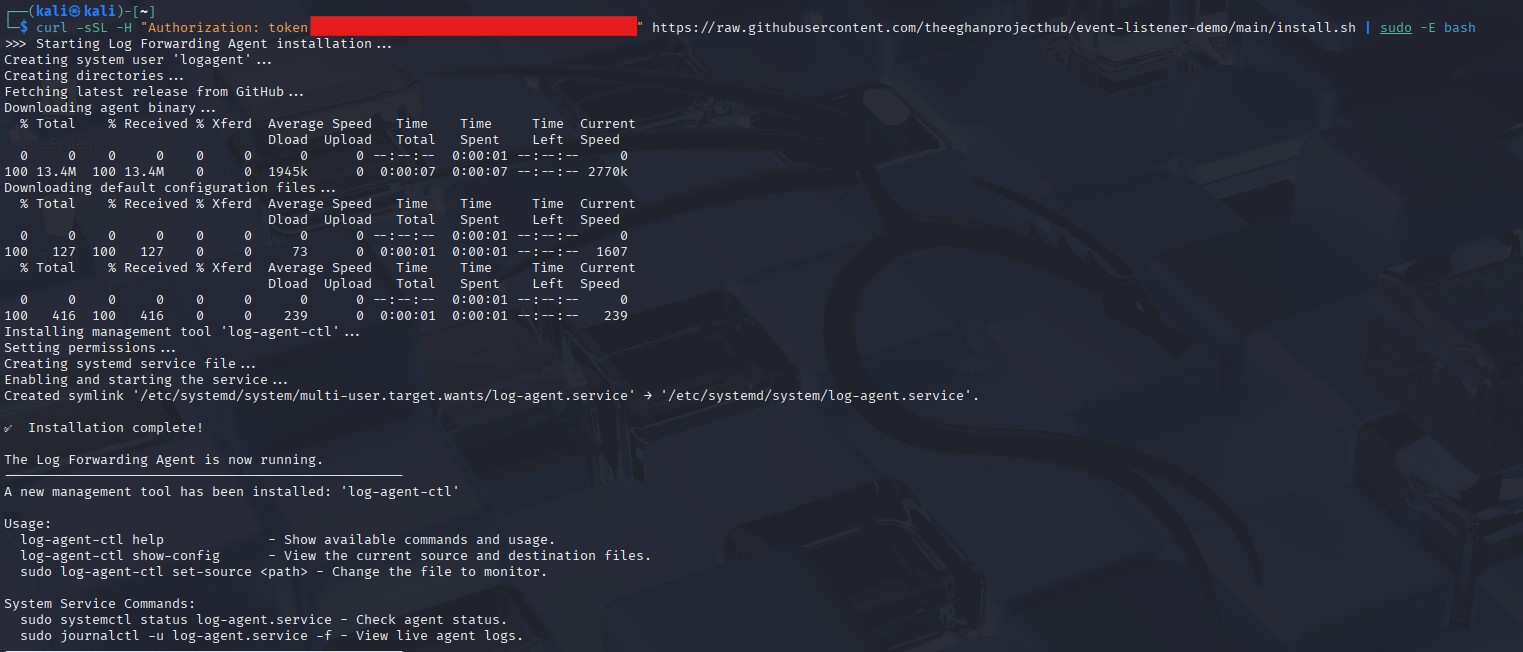 ┌──(kali㉿kali)-[~]
└─$ curl -sSL -H "Authorization: token " https://raw.githubusercontent.com/theeghanprojecthub/event-listener-demo/main/install.sh | sudo -E bash
>>> Starting Log Forwarding Agent installation...
Creating system user 'logagent'...
Creating directories...
Fetching latest release from GitHub...
Downloading agent binary...
  % Total    % Received % Xferd  Average Speed   Time    Time     Time  Current
                                 Dload  Upload   Total   Spent    Left  Speed
  0     0    0     0    0     0      0      0 --:--:--  0:00:01 --:--:--     0
100 13.4M  100 13.4M    0     0  1945k      0  0:00:07  0:00:07 --:--:-- 2770k
Downloading default configuration files...
  % Total    % Received % Xferd  Average Speed   Time    Time     Time  Current
                                 Dload  Upload   Total   Spent    Left  Speed
  0     0    0     0    0     0      0      0 --:--:--  0:00:01 --:--:--     0
100   127  100   127    0     0     73      0  0:00:01  0:00:01 --:--:--  1607
  % Total    % Received % Xferd  Average Speed   Time    Time     Time  Current
                                 Dload  Upload   Total   Spent    Left  Speed
  0     0    0     0    0     0      0      0 --:--:--  0:00:01 --:--:--     0
100   416  100   416    0     0    239      0  0:00:01  0:00:01 --:--:--   239
Installing management tool 'log-agent-ctl'...
Setting permissions...
Creating systemd service file...
Enabling and starting the service...
Created symlink '/etc/systemd/system/multi-user.target.wants/log-agent.service' → '/etc/systemd/system/log-agent.service'.
✓  Installation complete!
The Log Forwarding Agent is now running.
A new management tool has been installed: 'log-agent-ctl'
Usage:
  log-agent-ctl help             - Show available commands and usage.
  log-agent-ctl show-config      - View the current source and destination files.
  sudo log-agent-ctl set-source <path> - Change the file to monitor.
System Service Commands:
  sudo systemctl status log-agent.service - Check agent status.
  sudo journalctl -u log-agent.service -f - View live agent logs.